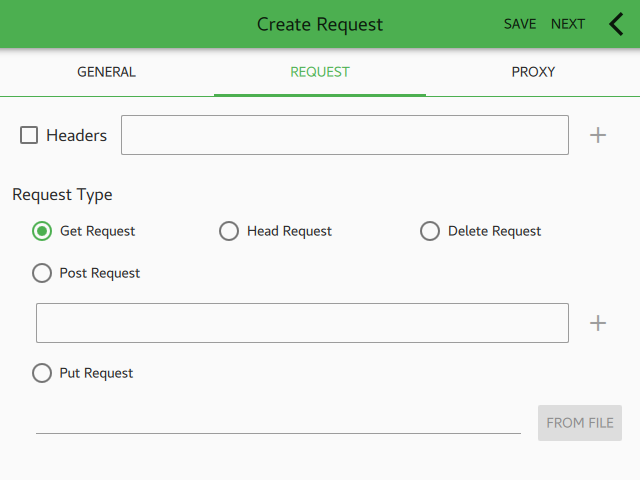 Create Request SAVE NEXT
GENERAL REQUEST PROXY
Headers
Request Type
Get Request Head Request Delete Request
Post Request
Put Request
FROM FILE